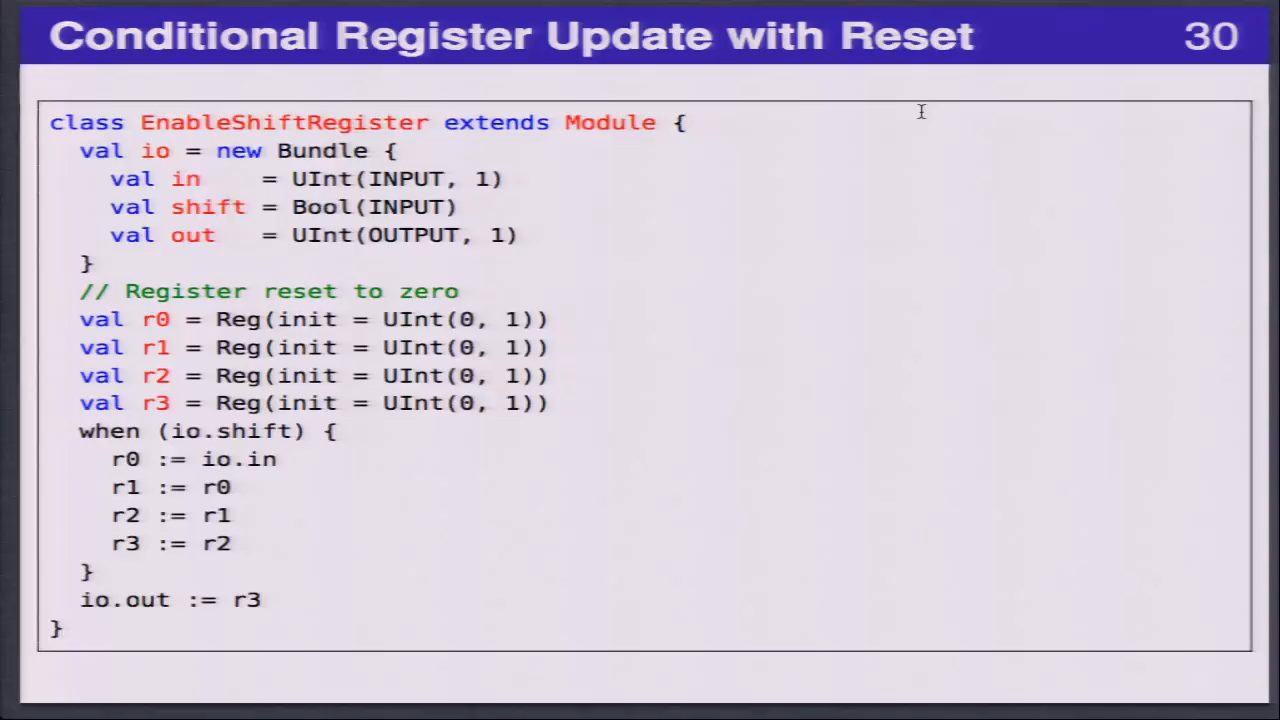 Conditional Register Update with Reset 30
class EnableShiftRegister extends Module {
  val io = new Bundle {
    val in    = UInt(INPUT, 1)
    val shift = Bool(INPUT)
    val out   = UInt(OUTPUT, 1)
  }
  // Register reset to zero
  val r0 = Reg(init = UInt(0, 1))
  val r1 = Reg(init = UInt(0, 1))
  val r2 = Reg(init = UInt(0, 1))
  val r3 = Reg(init = UInt(0, 1))
  when (io.shift) {
    r0 := io.in
    r1 := r0
    r2 := r1
    r3 := r2
  }
  io.out := r3
}